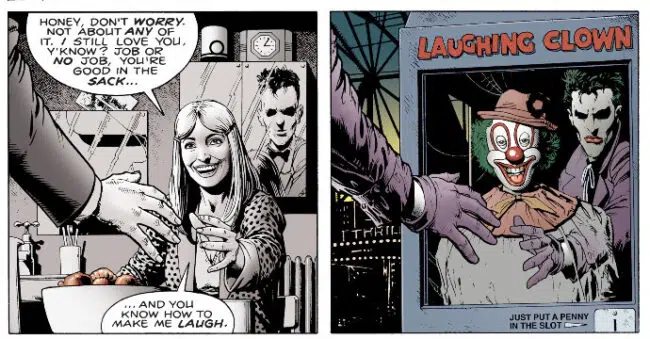 HONEY, DON'T WORRY.
NOT ABOUT ANY OF
IT. I STILL LOVE YOU,
Y'KNOW? JOB OR
NO JOB, YOU'RE
GOOD IN THE
SACK...
...AND YOU
KNOW HOW TO
MAKE ME LAUGH.
LAUGHING CLOWN
JUST PUT A PENNY
IN THE SLOT